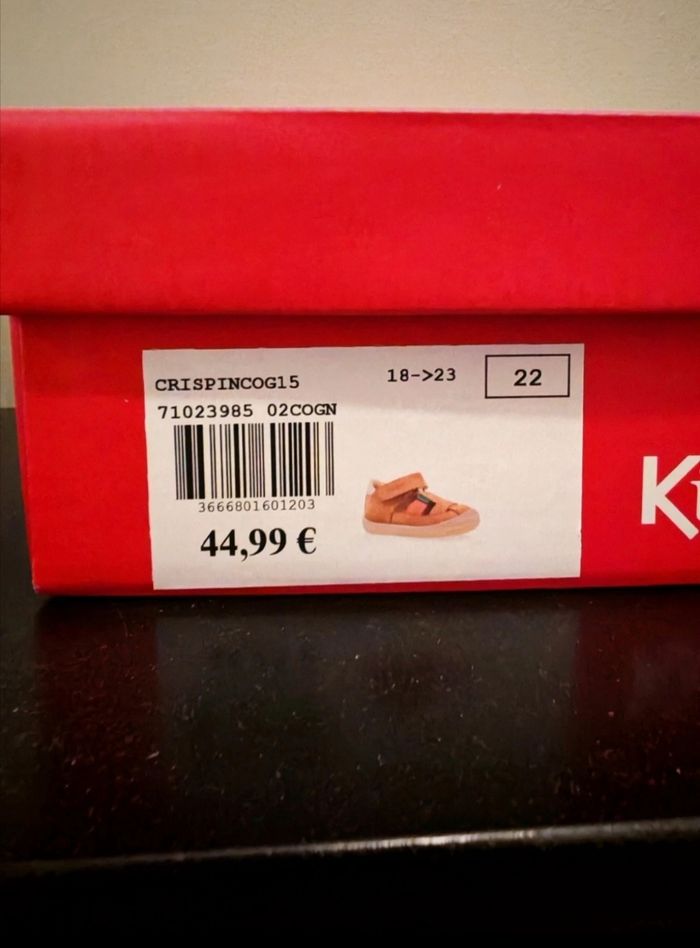 CRISPINCOG15
18->23
22
71023985 02COGN
3666801601203
44,99 €